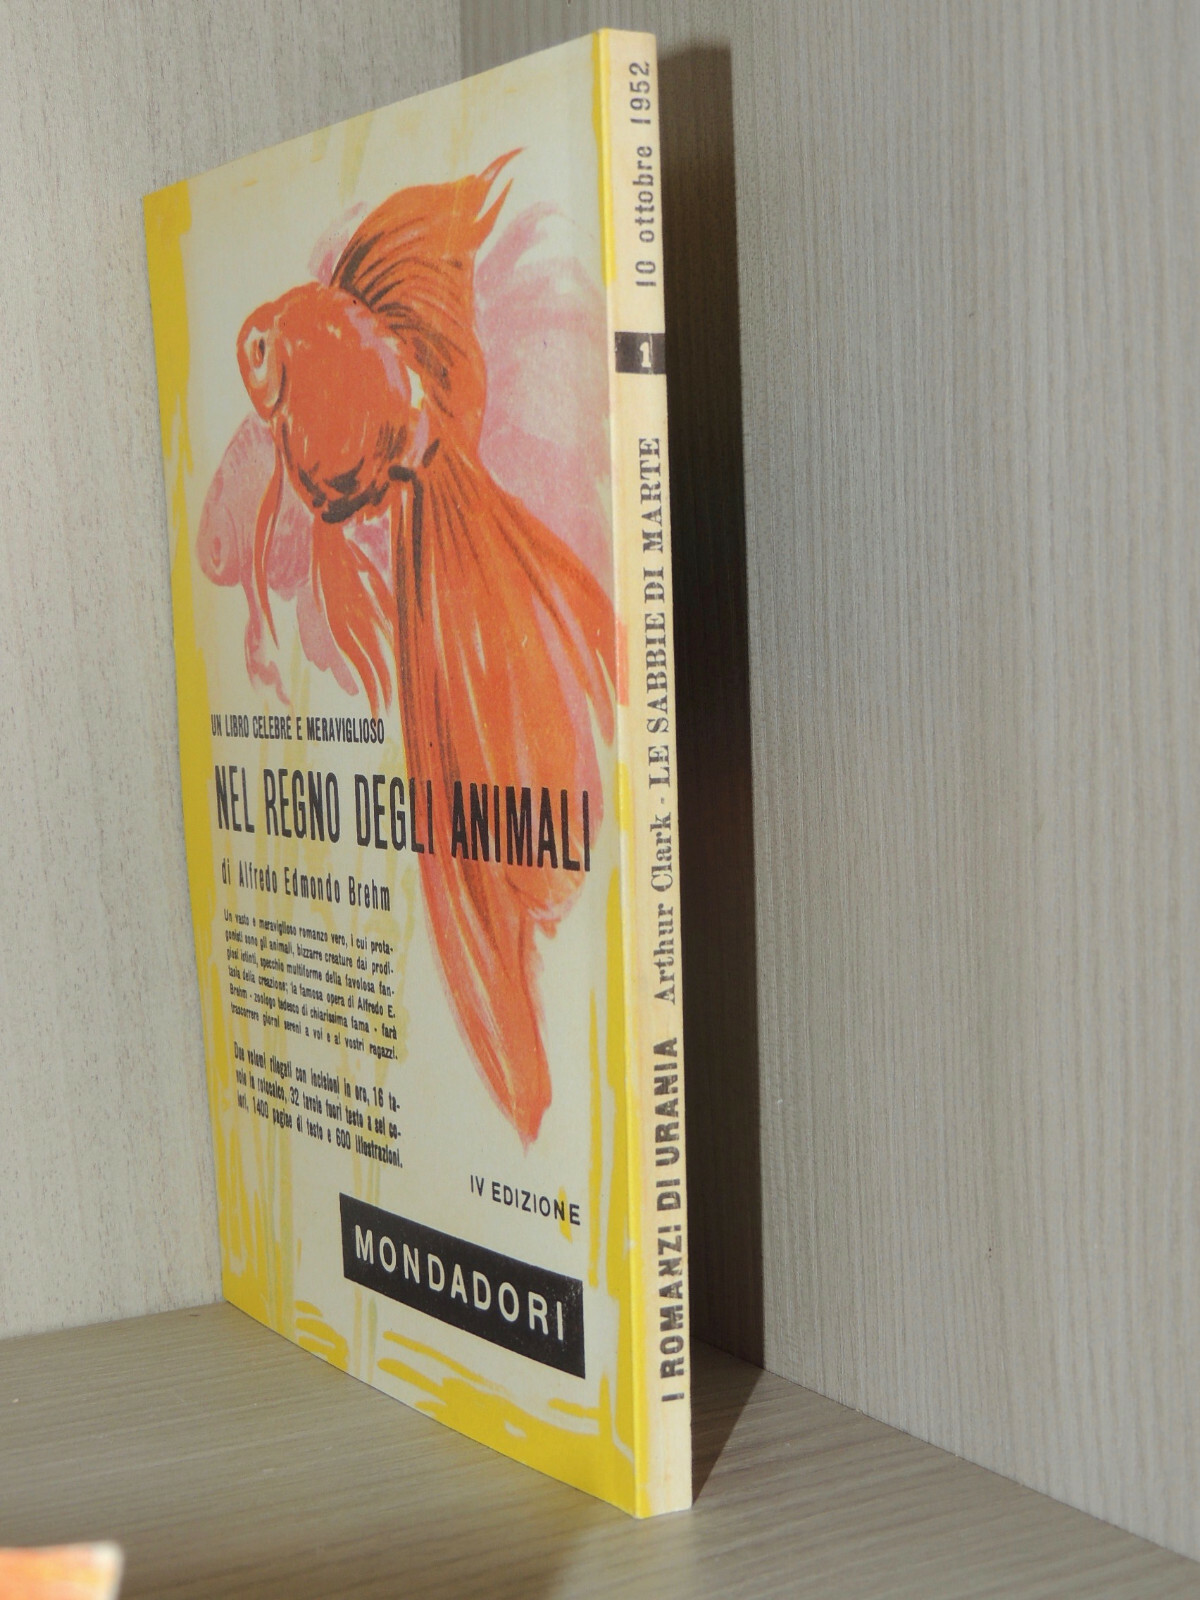 UN LIBRO CELEBRE E MERAVIGLIOSO
NEL REGNO DEGLI ANIMALI
di Alfredo Edmondo Brehm
Un vasto e meraviglioso romanzo vero, i cui prota-
gonisti sono gli animali, bizzarre creature dai prodi-
giosi istinti, specchio multiforme della favolosa fan-
tasia della creazione; la famosa opera di Alfredo E.
Brehm - zoologo tedesco di chiarissima fama - farà
trascorrere giorni sereni a voi e ai vostri ragazzi.
Due volumi rilegati con incisioni in oro, 16 ta-
vole in rotocalco, 32 tavole fuori testo a sei co-
lori, 1400 pagine di testo e 600 illustrazioni.
IV EDIZIONE
MONDADORI
I ROMANZI DI URANIA Arthur Clark - LE SABBIE DI MARTE 1 10 ottobre 1952